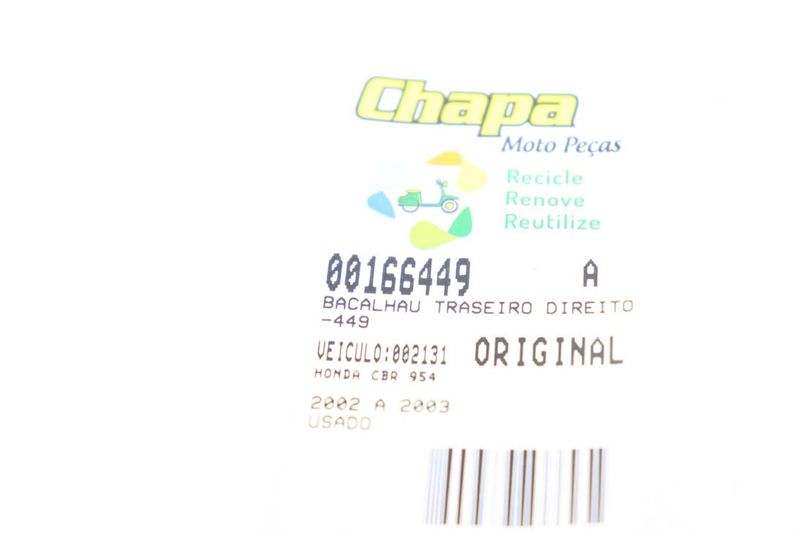 Chapa
Moto Peças
Recicle
Renove
Reutilize
00166449 A
BACALHAU TRASEIRO DIREITO
-449
VEICULO:002131 ORIGINAL
HONDA CBR 954
2002 A 2003
USADO